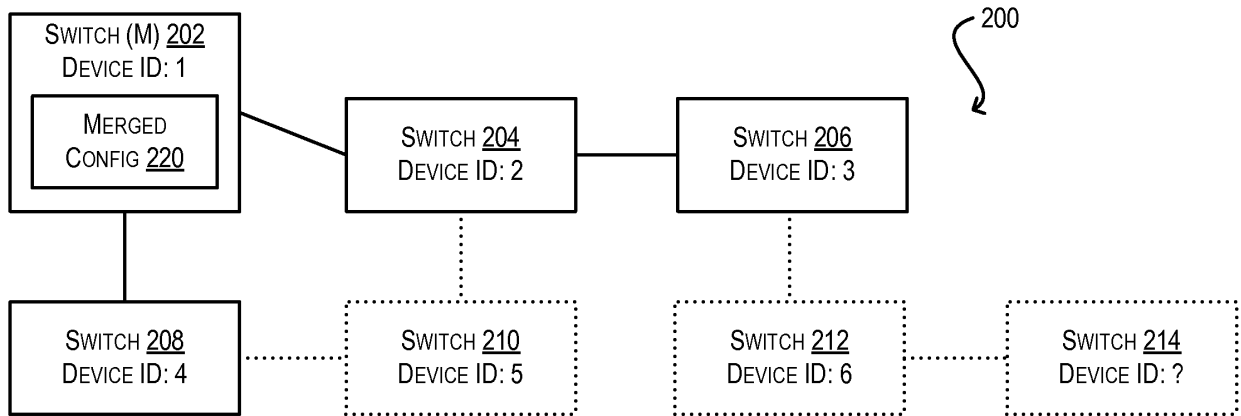 SWITCH (M) 202
DEVICE ID: 1
MERGED
CONFIG 220
200
SWITCH 204
DEVICE ID: 2
SWITCH 206
DEVICE ID: 3
SWITCH 208
DEVICE ID: 4
SWITCH 210
DEVICE ID: 5
SWITCH 212
DEVICE ID: 6
SWITCH 214
DEVICE ID: ?